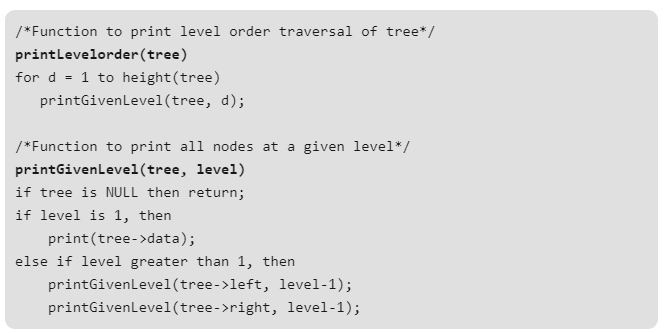 /*Function to print level order traversal of tree*/
printLevelorder(tree)
for d = 1 to height(tree)
   printGivenLevel(tree, d);

/*Function to print all nodes at a given level*/
printGivenLevel(tree, level)
if tree is NULL then return;
if level is 1, then
    print(tree->data);
else if level greater than 1, then
    printGivenLevel(tree->left, level-1);
    printGivenLevel(tree->right, level-1);